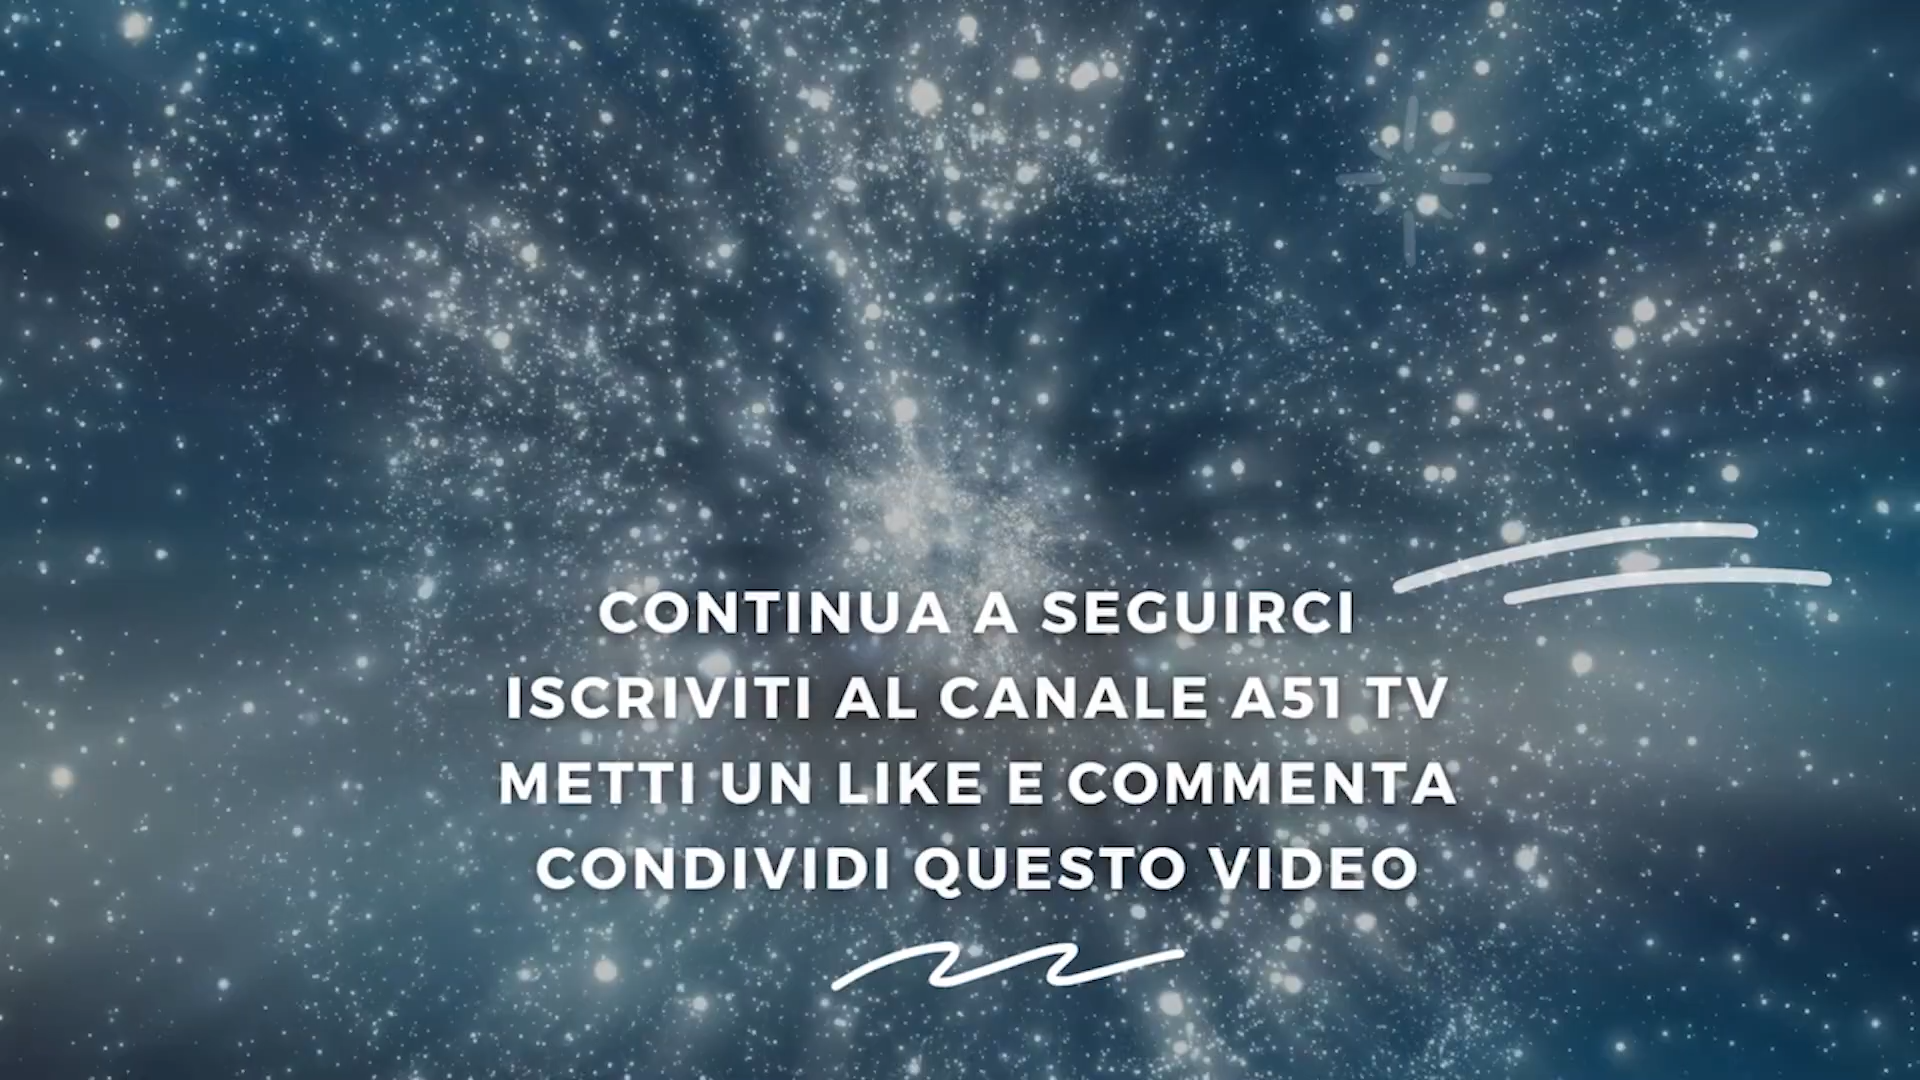 CONTINUA A SEGUIRCI
ISCRIVITI AL CANALE A51 TV
METTI UN LIKE E COMMENTA
CONDIVIDI QUESTO VIDEO